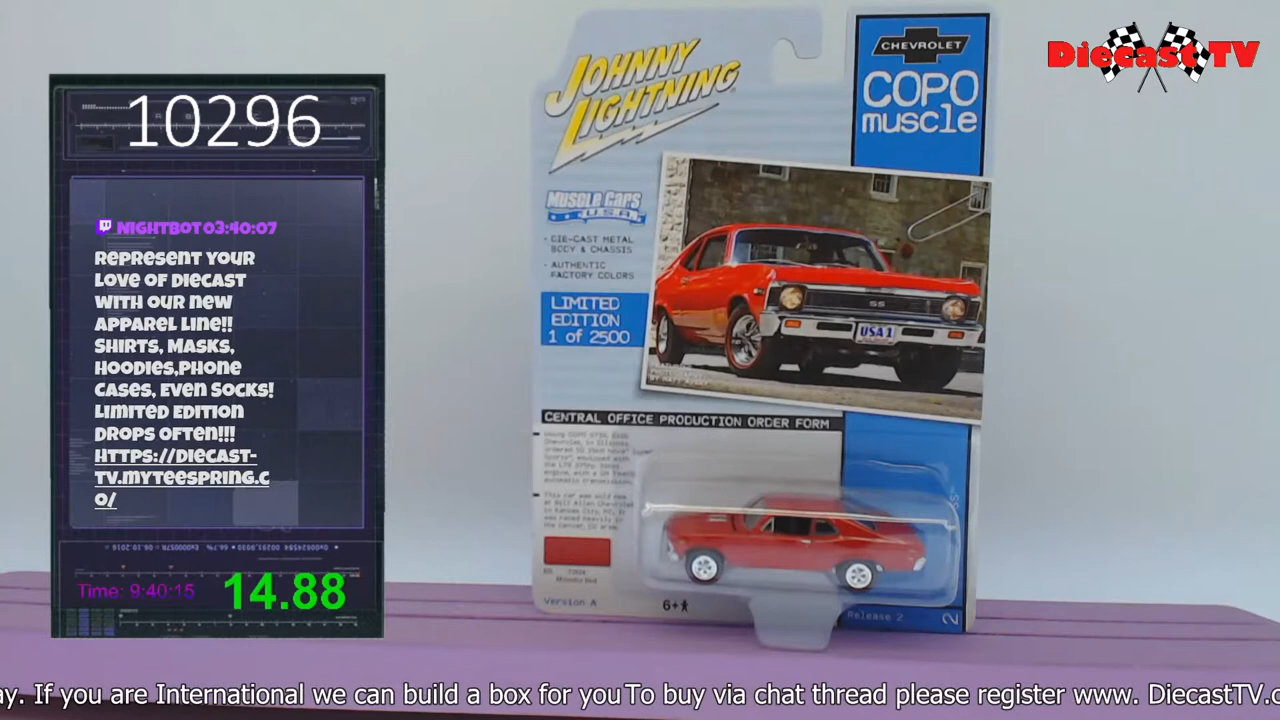 10296
NIGHTBOT 03:40:07
REPRESENT YOUR
LOVE OF DIECAST
WITH OUR NEW
APPAREL LINE!!
SHIRTS, MASKS,
HOODIES,PHONE
CASES, EVEN SOCKS!
LIMITED EDITION
DROPS OFTEN!!!
HTTPS://DIECAST-
TV.MYTEESPRING.C
O/
Time: 9:40:15
14.88
JOHNNY
LIGHTNING
MUSCLE CARS
U.S.A.
- DIE-CAST METAL
BODY & CHASSIS
- AUTHENTIC
FACTORY COLORS
LIMITED
EDITION
1 of 2500
CHEVROLET
COPO
muscle
SS
USA 1
CENTRAL OFFICE PRODUCTION ORDER FORM
Version A
6+
Release 2
2
Diecast TV
ay. If you are International we can build a box for you To buy via chat thread please register www. DiecastTV.c